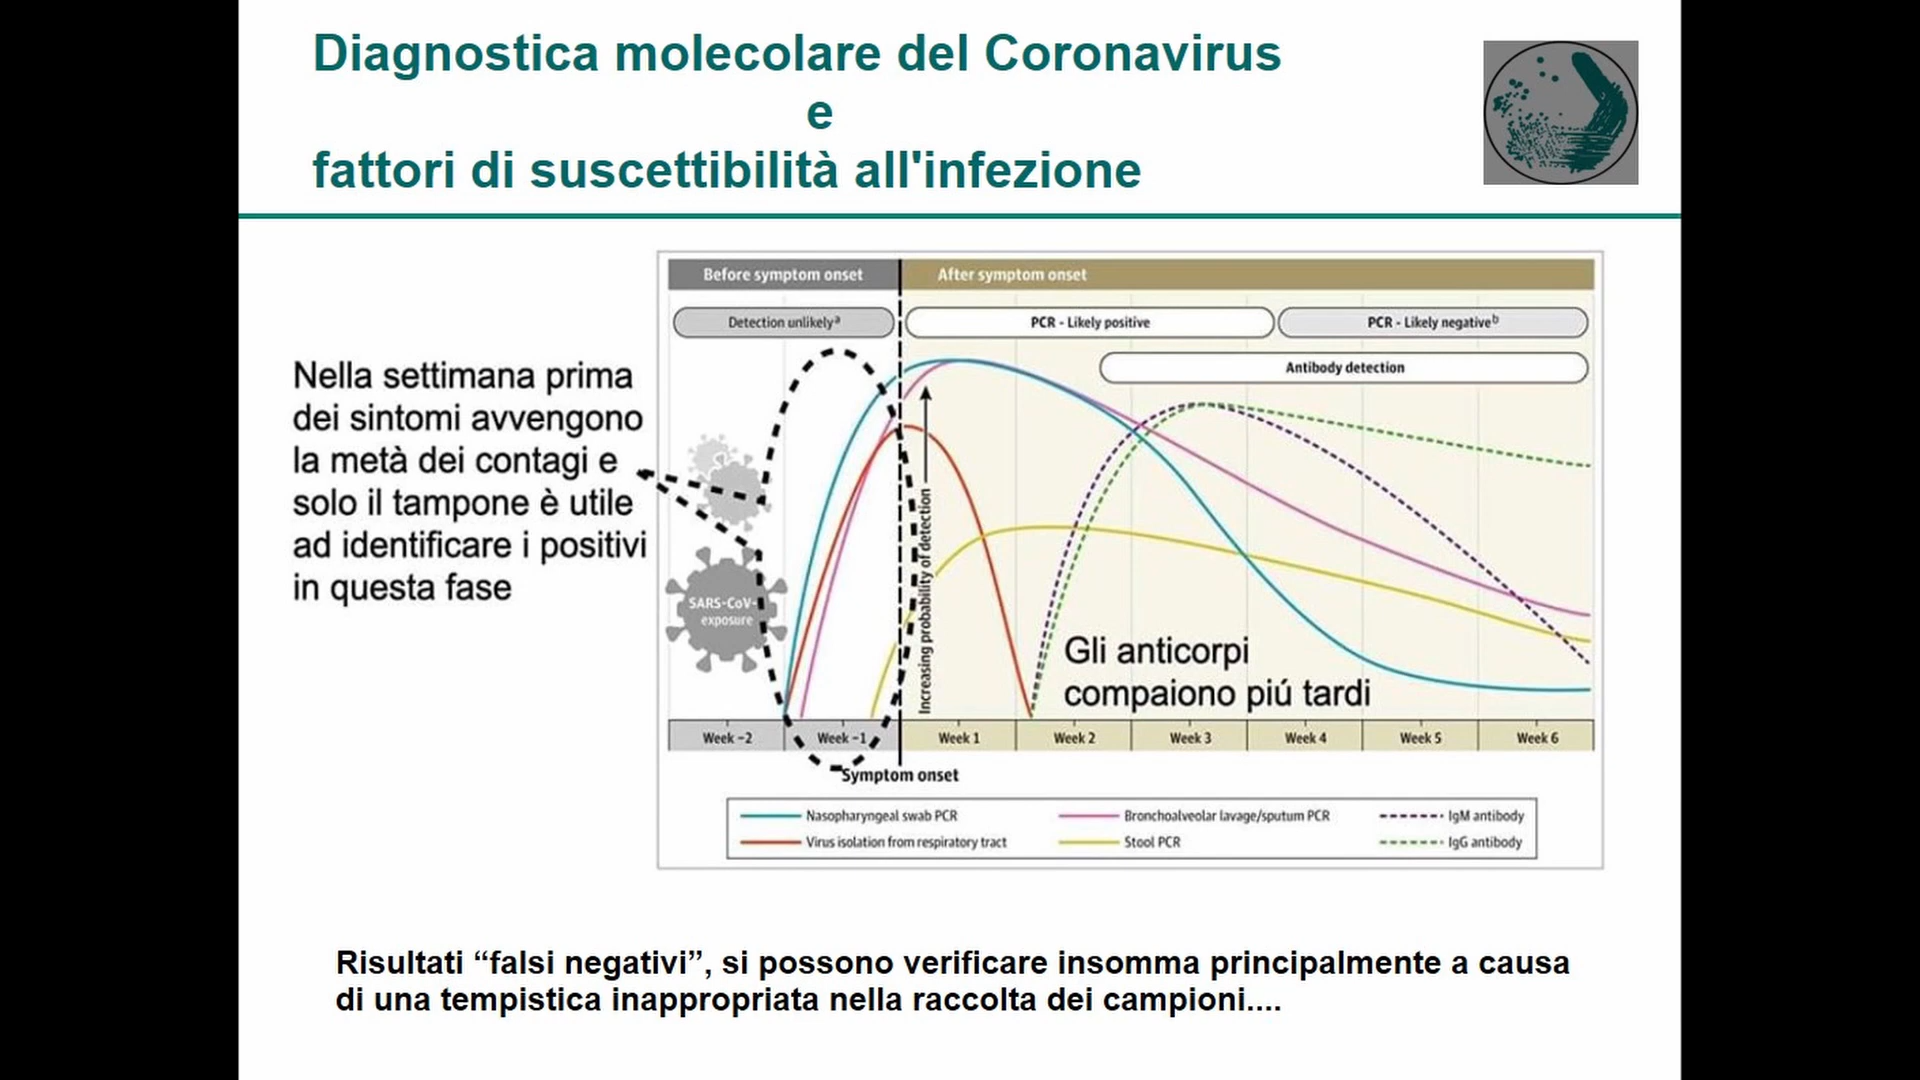 Diagnostica molecolare del Coronavirus
e
fattori di suscettibilità all'infezione
Nella settimana prima
dei sintomi avvengono
la metà dei contagi e
solo il tampone è utile
ad identificare i positivi
in questa fase
Before symptom onset
After symptom onset
Detection unlikelyᵃ
PCR - Likely positive
PCR - Likely negativeᵇ
Antibody detection
SARS-CoV-
exposure
Increasing probability of detection
Gli anticorpi
compaiono piú tardi
Week −2
Week −1
Week 1
Week 2
Week 3
Week 4
Week 5
Week 6
Symptom onset
Nasopharyngeal swab PCR
Bronchoalveolar lavage/sputum PCR
IgM antibody
Virus isolation from respiratory tract
Stool PCR
IgG antibody
Risultati “falsi negativi”, si possono verificare insomma principalmente a causa
di una tempistica inappropriata nella raccolta dei campioni....